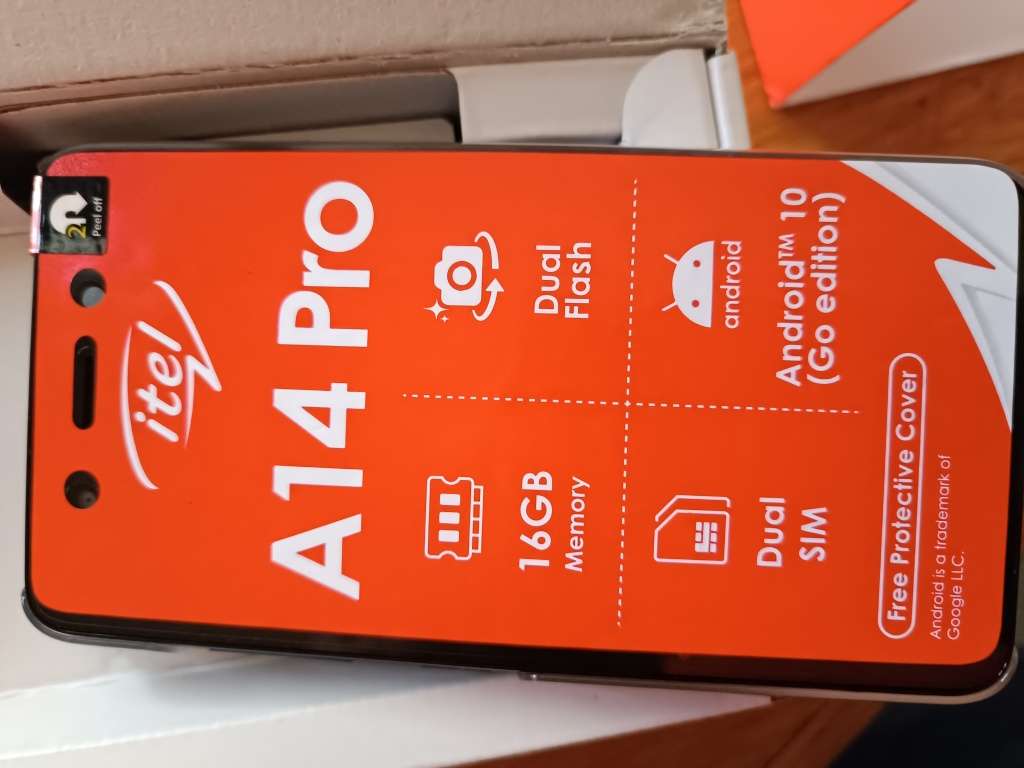 2
Peel off
itel
A14 Pro
16GB
Memory
Dual
Flash
Dual
SIM
android
Android™ 10
(Go edition)
Free Protective Cover
Android is a trademark of
Google LLC.